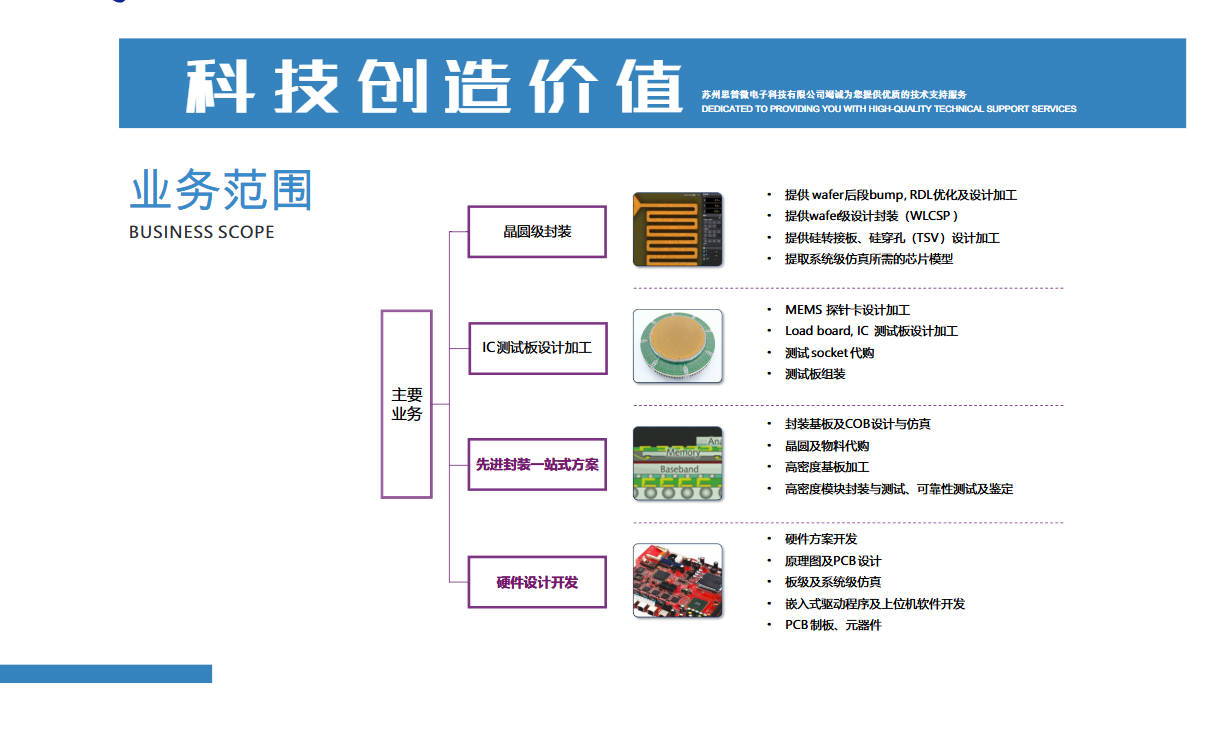 科技创造价值
苏州思普微电子科技有限公司竭诚为您提供优质的技术支持服务
DEDICATED TO PROVIDING YOU WITH HIGH-QUALITY TECHNICAL SUPPORT SERVICES
业务范围
BUSINESS SCOPE
主要
业务
晶圆级封装
• 提供 wafer后段bump, RDL优化及设计加工
• 提供wafe级设计封装（WLCSP）
• 提供硅转接板、硅穿孔（TSV）设计加工
• 提取系统级仿真所需的芯片模型
IC测试板设计加工
• MEMS 探针卡设计加工
• Load board, IC 测试板设计加工
• 测试socket代购
• 测试板组装
先进封装一站式方案
Ana
Memory
Baseband
• 封装基板及COB设计与仿真
• 晶圆及物料代购
• 高密度基板加工
• 高密度模块封装与测试、可靠性测试及鉴定
硬件设计开发
• 硬件方案开发
• 原理图及PCB设计
• 板级及系统级仿真
• 嵌入式驱动程序及上位机软件开发
• PCB制板、元器件